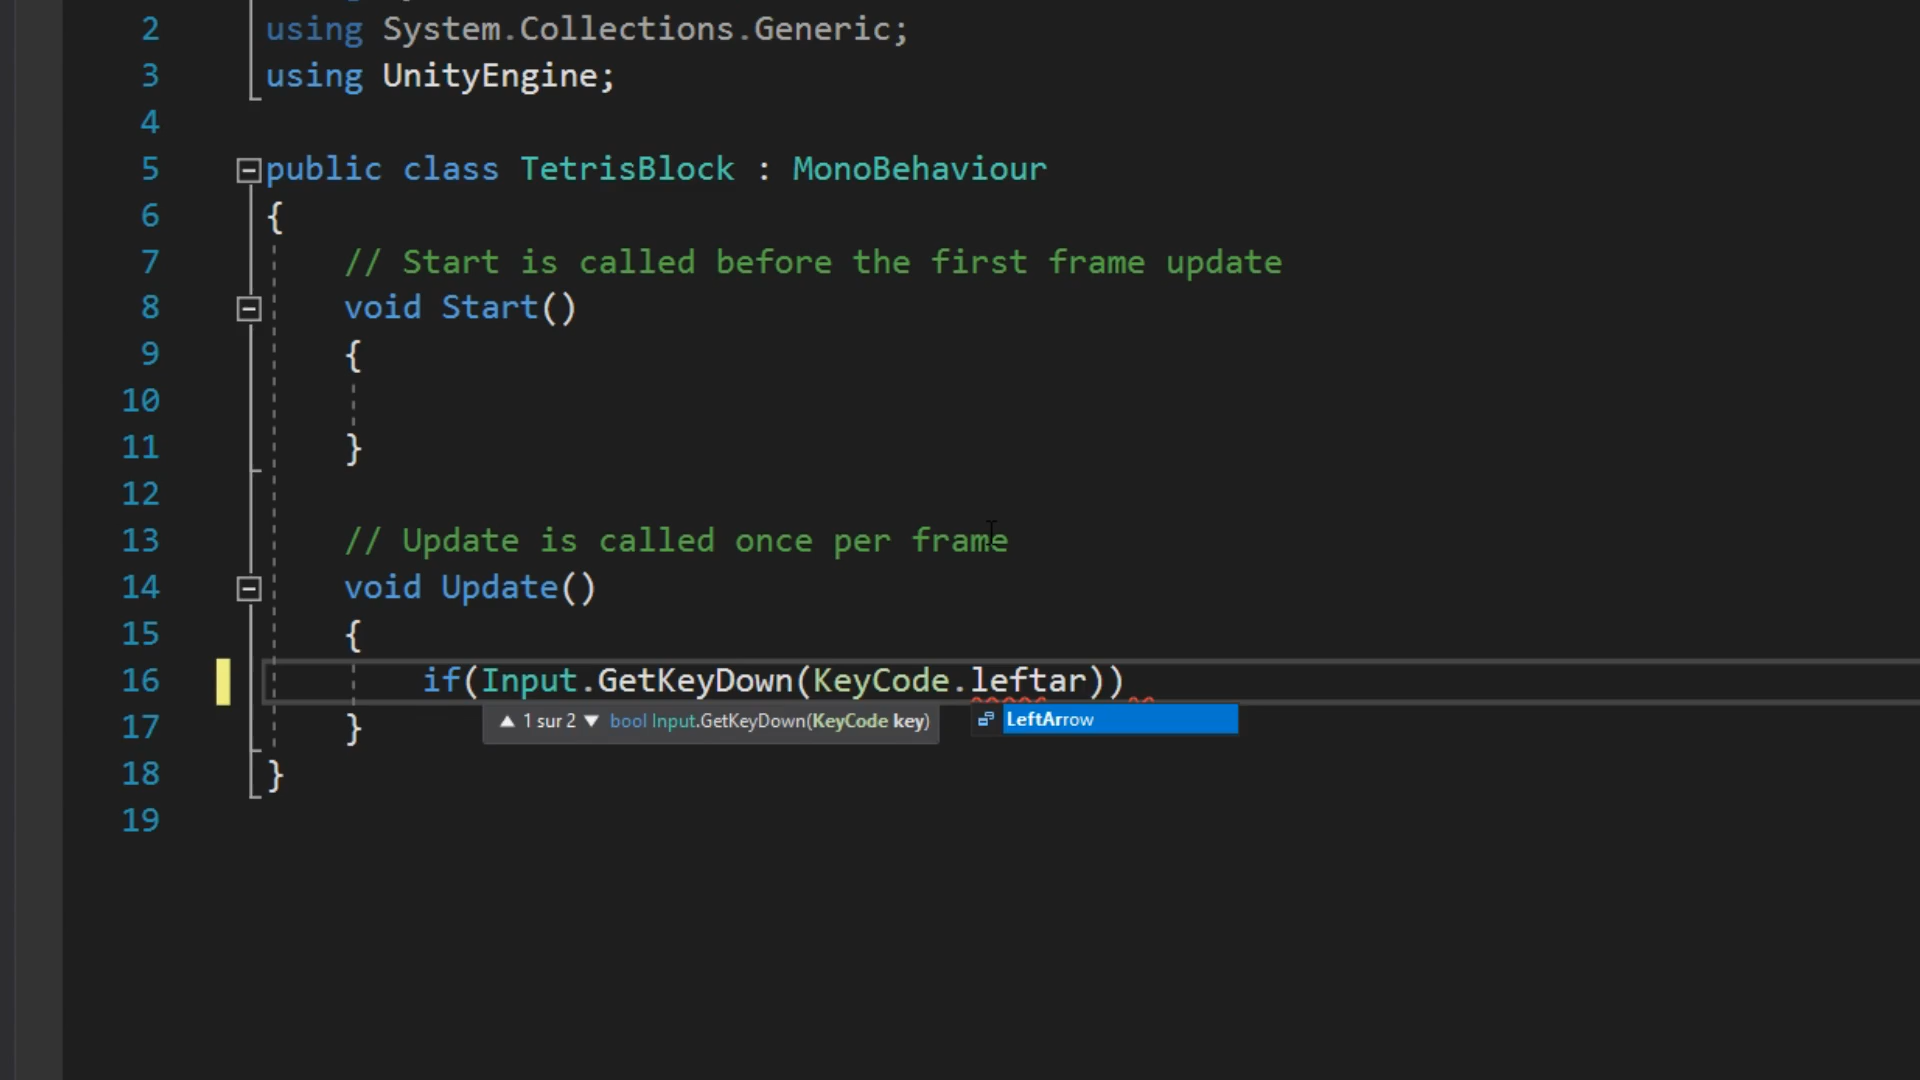 2 using System.Collections.Generic;
3 using UnityEngine;
4
5 public class TetrisBlock : MonoBehaviour
6 {
7 // Start is called before the first frame update
8 void Start()
9 {
10
11 }
12
13 // Update is called once per frame
14 void Update()
15 {
16 if(Input.GetKeyDown(KeyCode.leftar))
▲ 1 sur 2 ▼ bool Input.GetKeyDown(KeyCode key) LeftArrow
17 }
18 }
19